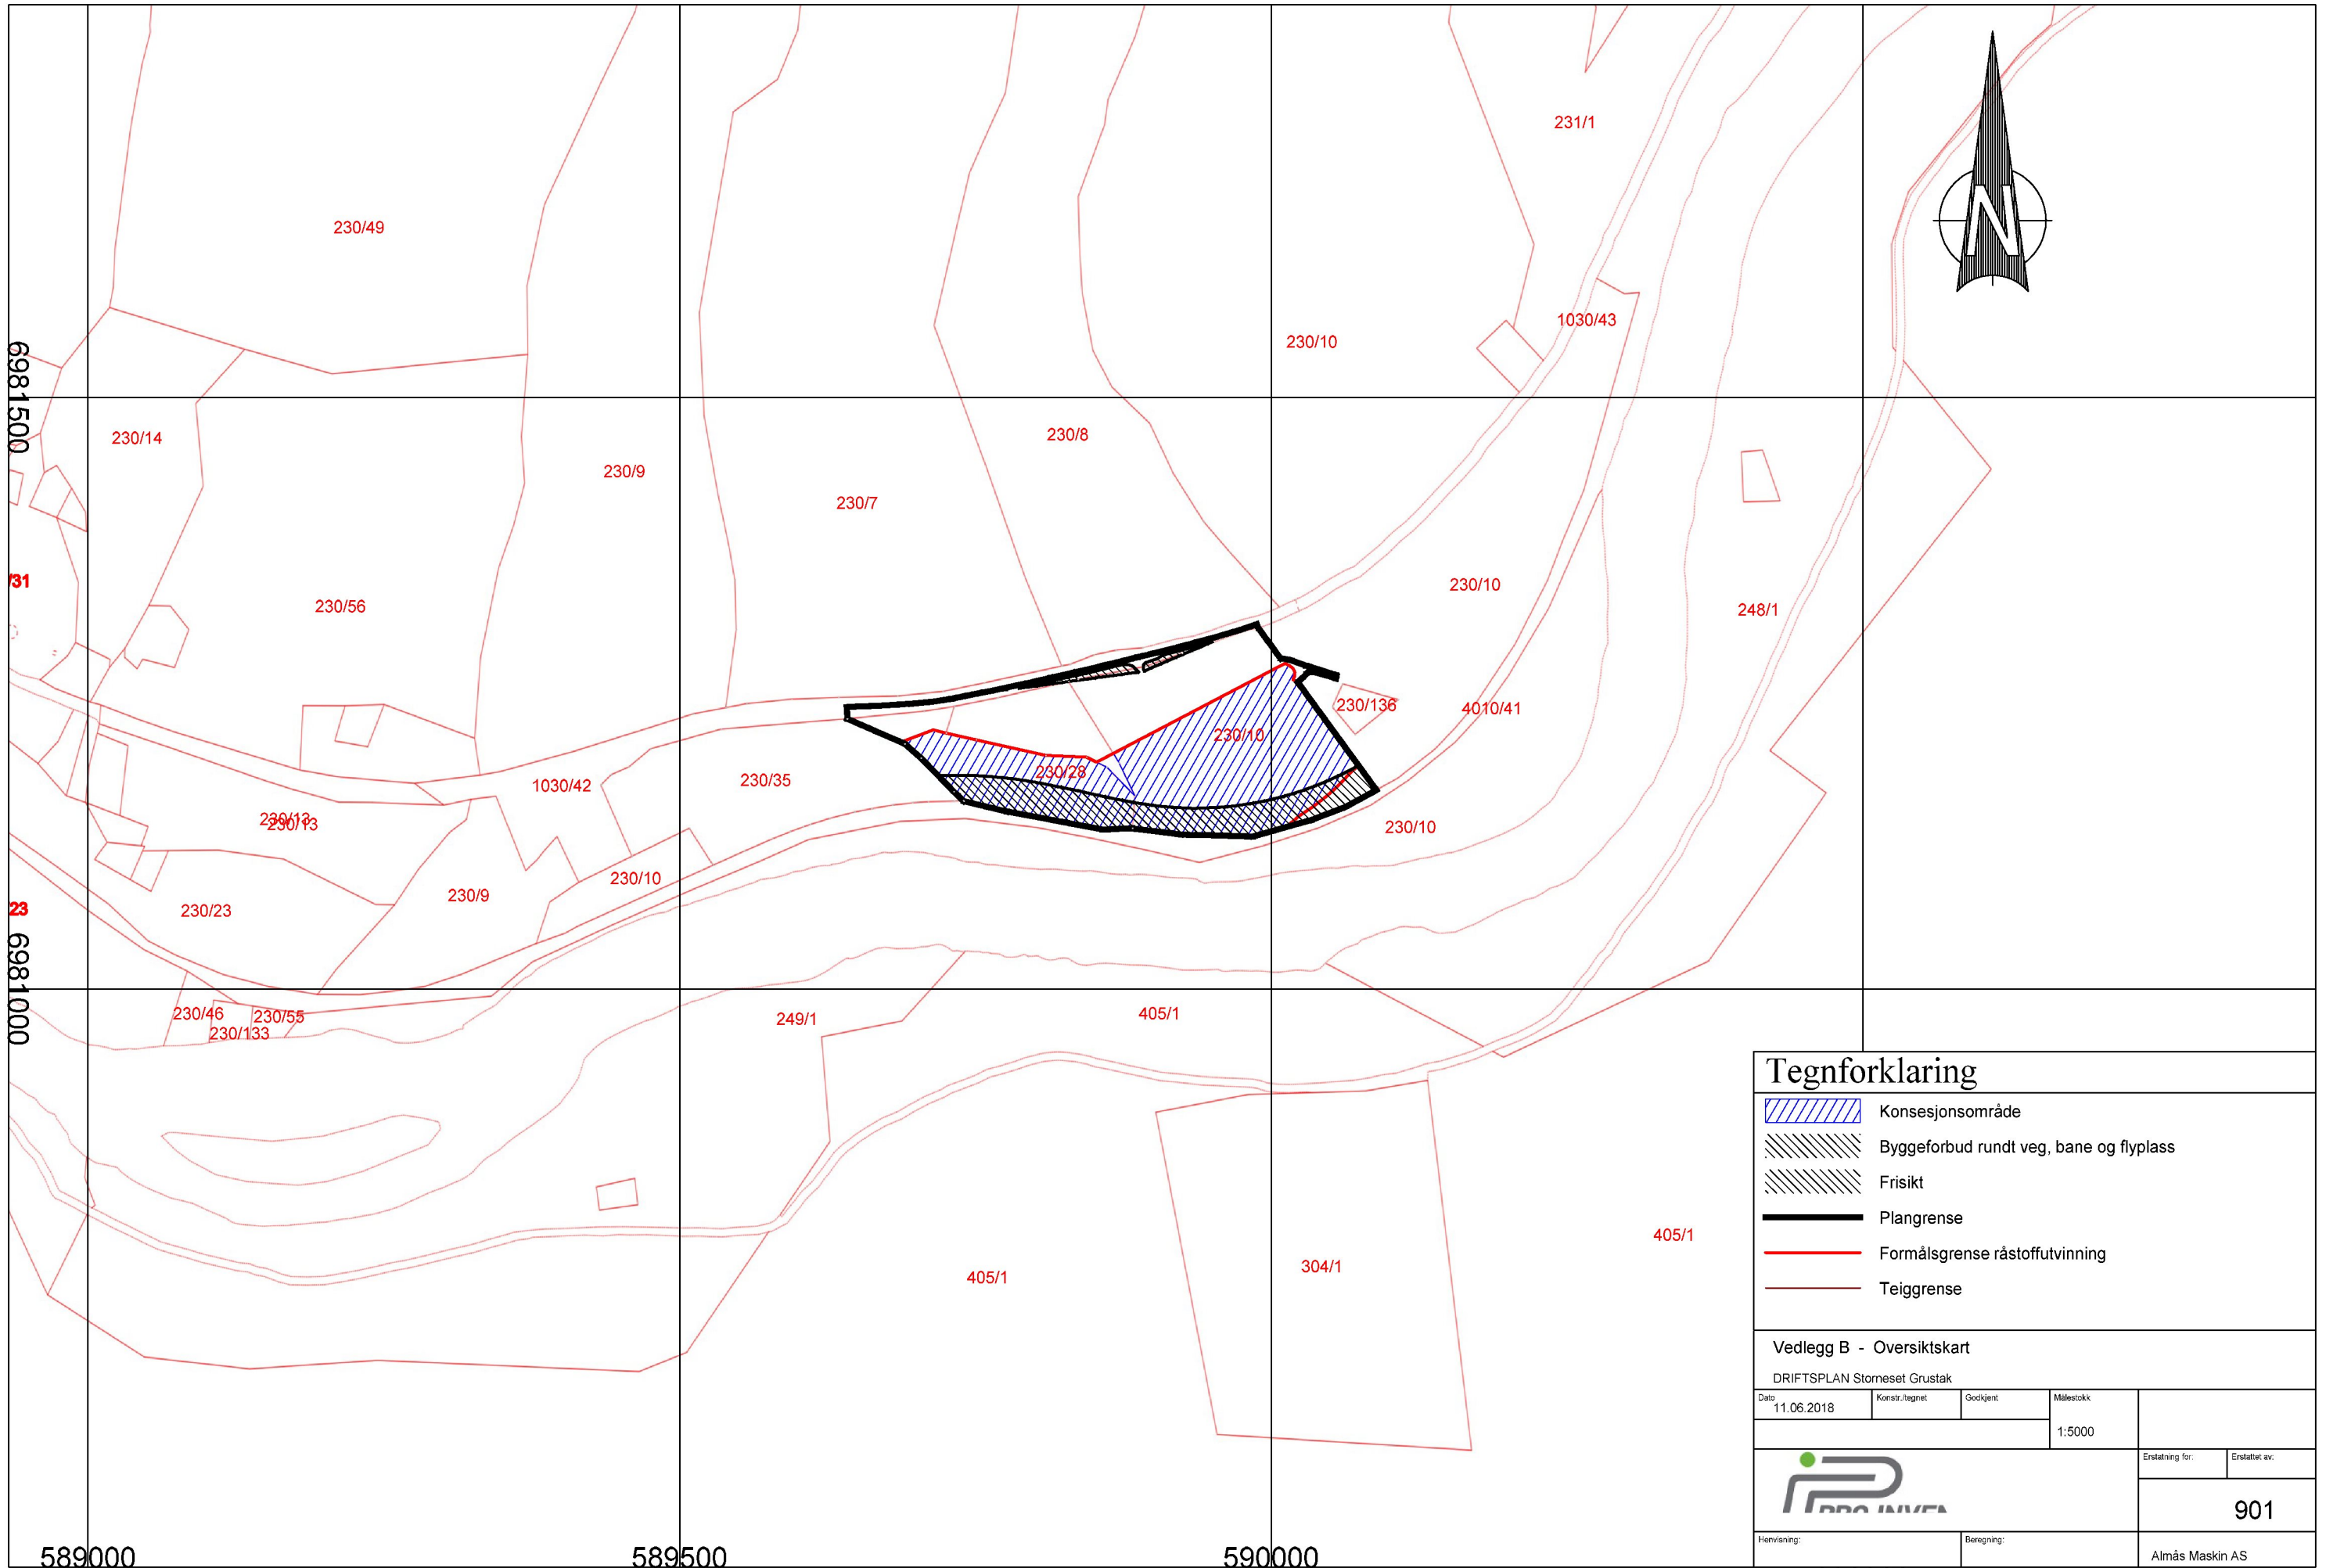 231/1
230/49
1030/43
230/10
6981500
230/14
230/8
230/9
230/7
/31
230/56
230/10
248/1
230/136
4010/41
230/10
230/28
230/35
1030/42
230/13
230/13
230/10
230/10
230/9
23
230/23
6981000
230/46
230/55
230/133
249/1
405/1
405/1
304/1
405/1
589000
589500
590000
N
Tegnforklaring
Konsesjonsområde
Byggeforbud rundt veg, bane og flyplass
Frisikt
Plangrense
Formålsgrense råstoffutvinning
Teiggrense
Vedlegg B - Oversiktskart
DRIFTSPLAN Storneset Grustak
Dato Konstr./tegnet Godkjent Målestokk
11.06.2018
1:5000
Erstatning for: Erstattet av:
901
Henvisning: Beregning:
Almås Maskin AS